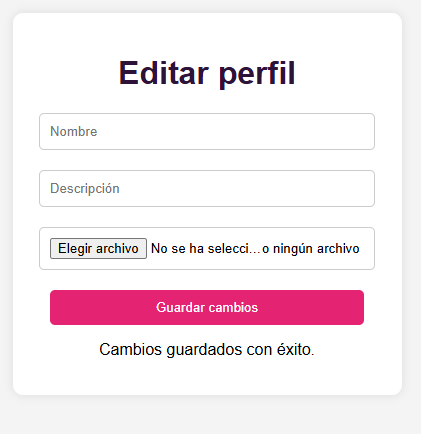 Editar perfil
Nombre
Descripción
Elegir archivo No se ha selecci...o ningún archivo
Guardar cambios
Cambios guardados con éxito.